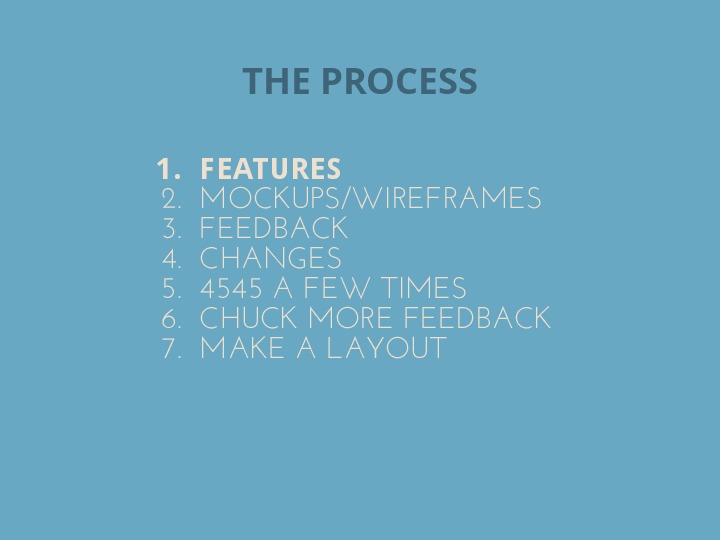 THE PROCESS
1. FEATURES
2. MOCKUPS/WIREFRAMES
3. FEEDBACK
4. CHANGES
5. 4545 A FEW TIMES
6. CHUCK MORE FEEDBACK
7. MAKE A LAYOUT